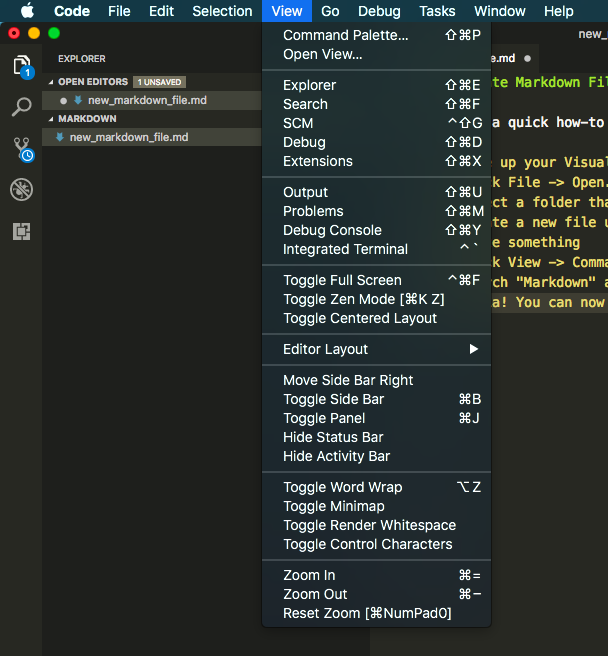 Code File Edit Selection View Go Debug Tasks Window Help
new_
EXPLORER
OPEN EDITORS 1 UNSAVED
new_markdown_file.md
MARKDOWN
new_markdown_file.md
1
Command Palette... ⇧⌘P
Open View...
Explorer ⇧⌘E
Search ⇧⌘F
SCM ⌃⇧G
Debug ⇧⌘D
Extensions ⇧⌘X
Output ⇧⌘U
Problems ⇧⌘M
Debug Console ⇧⌘Y
Integrated Terminal ⌃`
Toggle Full Screen ⌃⌘F
Toggle Zen Mode [⌘K Z]
Toggle Centered Layout
Editor Layout ▶
Move Side Bar Right
Toggle Side Bar ⌘B
Toggle Panel ⌘J
Hide Status Bar
Hide Activity Bar
Toggle Word Wrap ⌥Z
Toggle Minimap
Toggle Render Whitespace
Toggle Control Characters
Zoom In ⌘=
Zoom Out ⌘−
Reset Zoom [⌘NumPad0]
e.md
te Markdown Fil
a quick how-to
up your Visual
k File -> Open.
ct a folder tha
te a new file u
e something
k View -> Comma
ch "Markdown" a
a! You can now